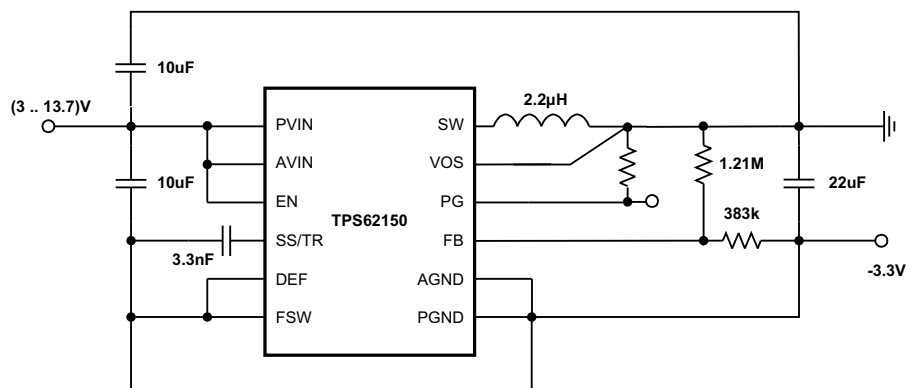 10uF
(3 .. 13.7)V
10uF
3.3nF
PVIN
AVIN
EN
SS/TR
DEF
FSW
TPS62150
SW
VOS
PG
FB
AGND
PGND
2.2µH
1.21M
383k
22uF
-3.3V